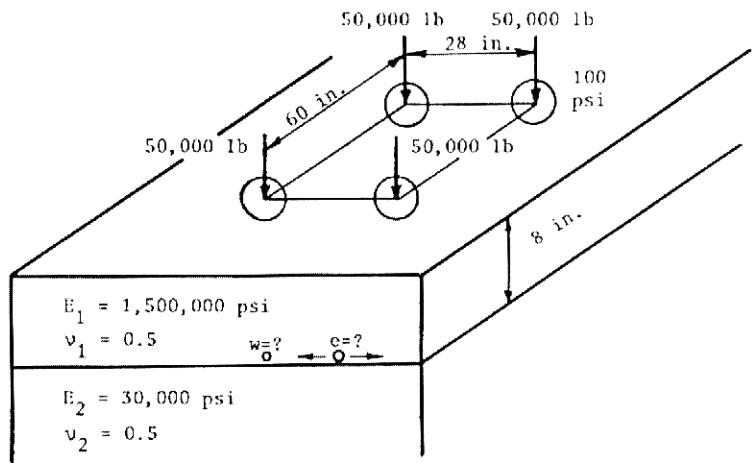 50,000 lb 50,000 lb
28 in.
60 in.
100
psi
50,000 lb 50,000 lb
8 in.
E1 = 1,500,000 psi
ν1 = 0.5
w=? e=?
E2 = 30,000 psi
ν2 = 0.5